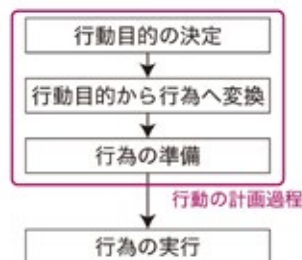 行動目的の決定
行動目的から行為へ変換
行為の準備
行動の計画過程
行為の実行